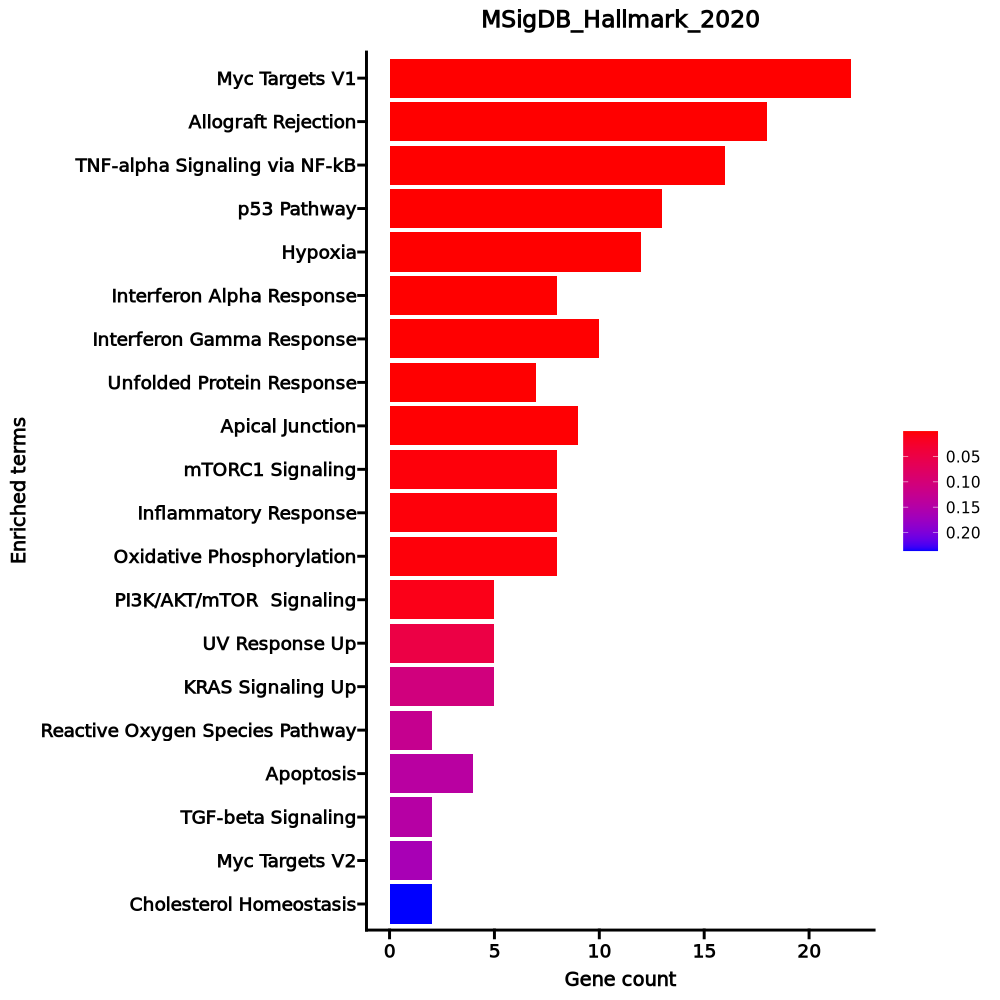 MSigDB_Hallmark_2020
Myc Targets V1
Allograft Rejection
TNF-alpha Signaling via NF-kB
p53 Pathway
Hypoxia
Interferon Alpha Response
Interferon Gamma Response
Unfolded Protein Response
Apical Junction
mTORC1 Signaling
Inflammatory Response
Oxidative Phosphorylation
PI3K/AKT/mTOR  Signaling
UV Response Up
KRAS Signaling Up
Reactive Oxygen Species Pathway
Apoptosis
TGF-beta Signaling
Myc Targets V2
Cholesterol Homeostasis
Enriched terms
0 5 10 15 20
Gene count
0.05
0.10
0.15
0.20